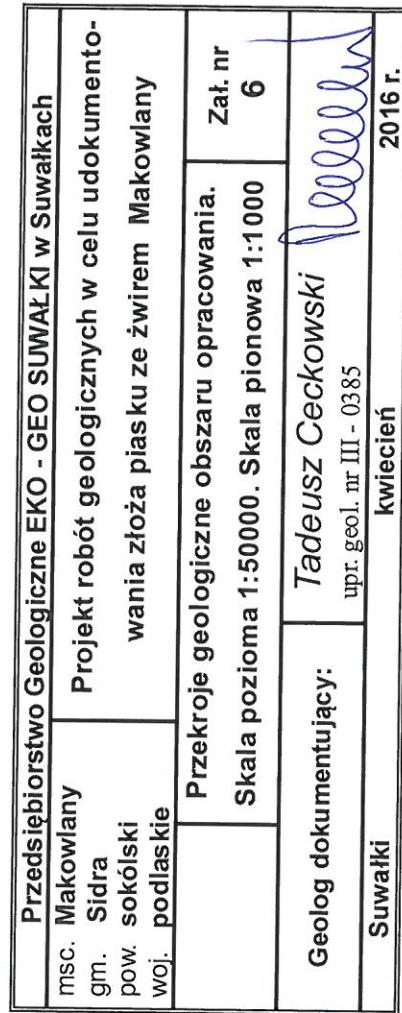 Przedsiębiorstwo Geologiczne EKO - GEO SUWAŁKI w Suwałkach
msc. Makowlany
gm. Sidra
pow. sokólski
woj. podlaskie
Projekt robót geologicznych w celu udokumento-
wania złoża piasku ze żwirem Makowlany
Przekroje geologiczne obszaru opracowania.
Skala pozioma 1:50000. Skala pionowa 1:1000
Zał. nr
6
Geolog dokumentujący:
Tadeusz Ceckowski
upr. geol. nr III - 0385
Suwałki kwiecień 2016 r.